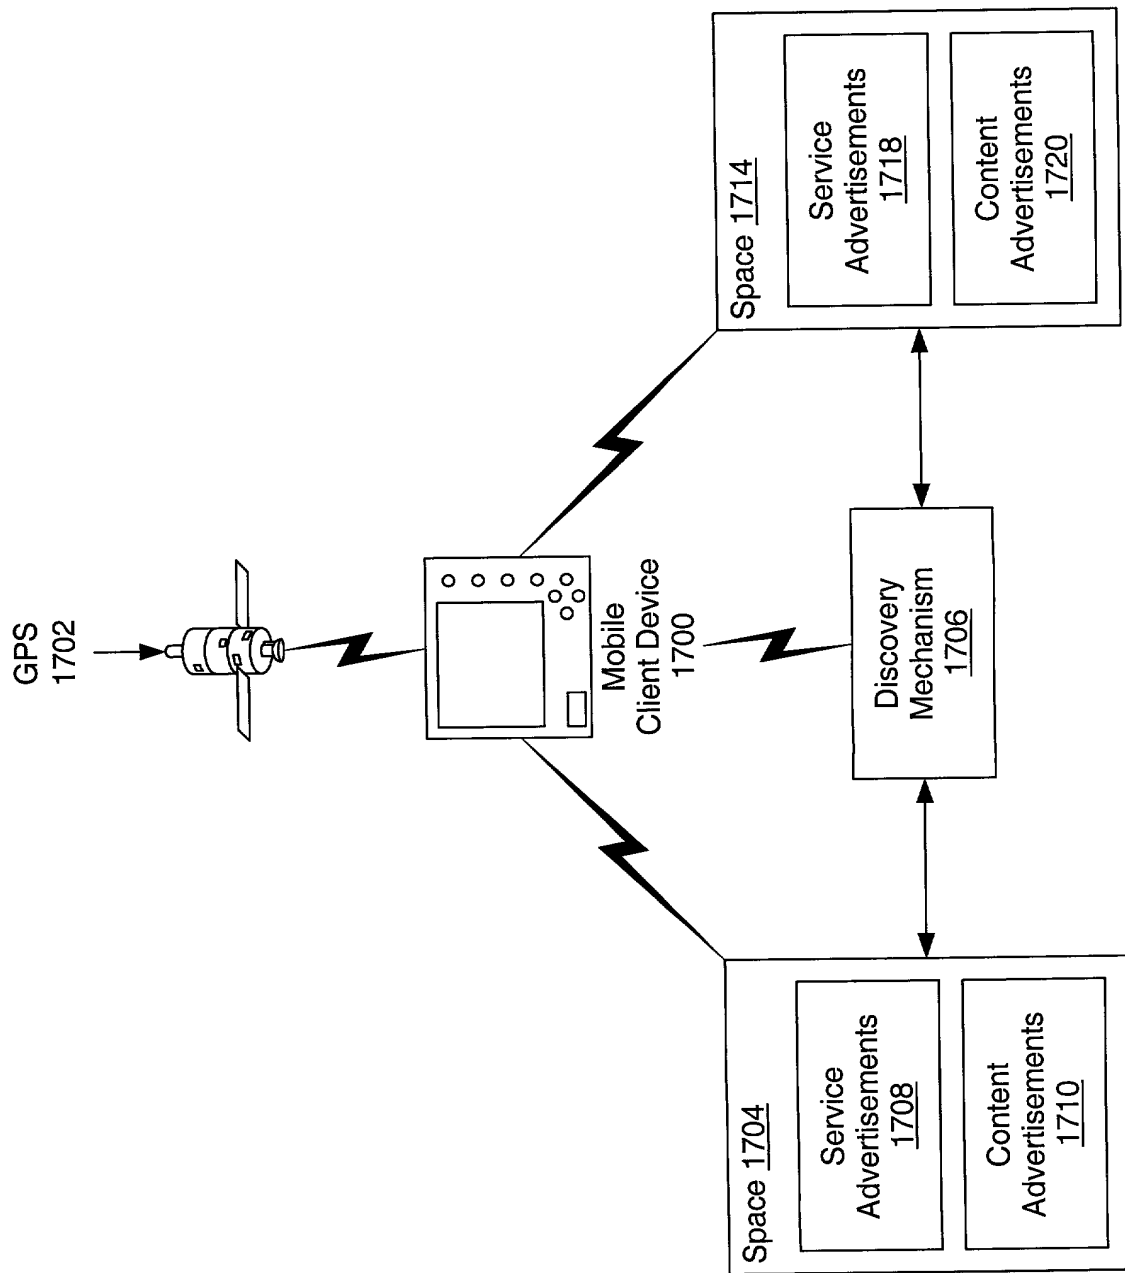 GPS
1702
Mobile
Client Device
1700
Discovery
Mechanism
1706
Space 1704
Service
Advertisements
1708
Content
Advertisements
1710
Space 1714
Service
Advertisements
1718
Content
Advertisements
1720